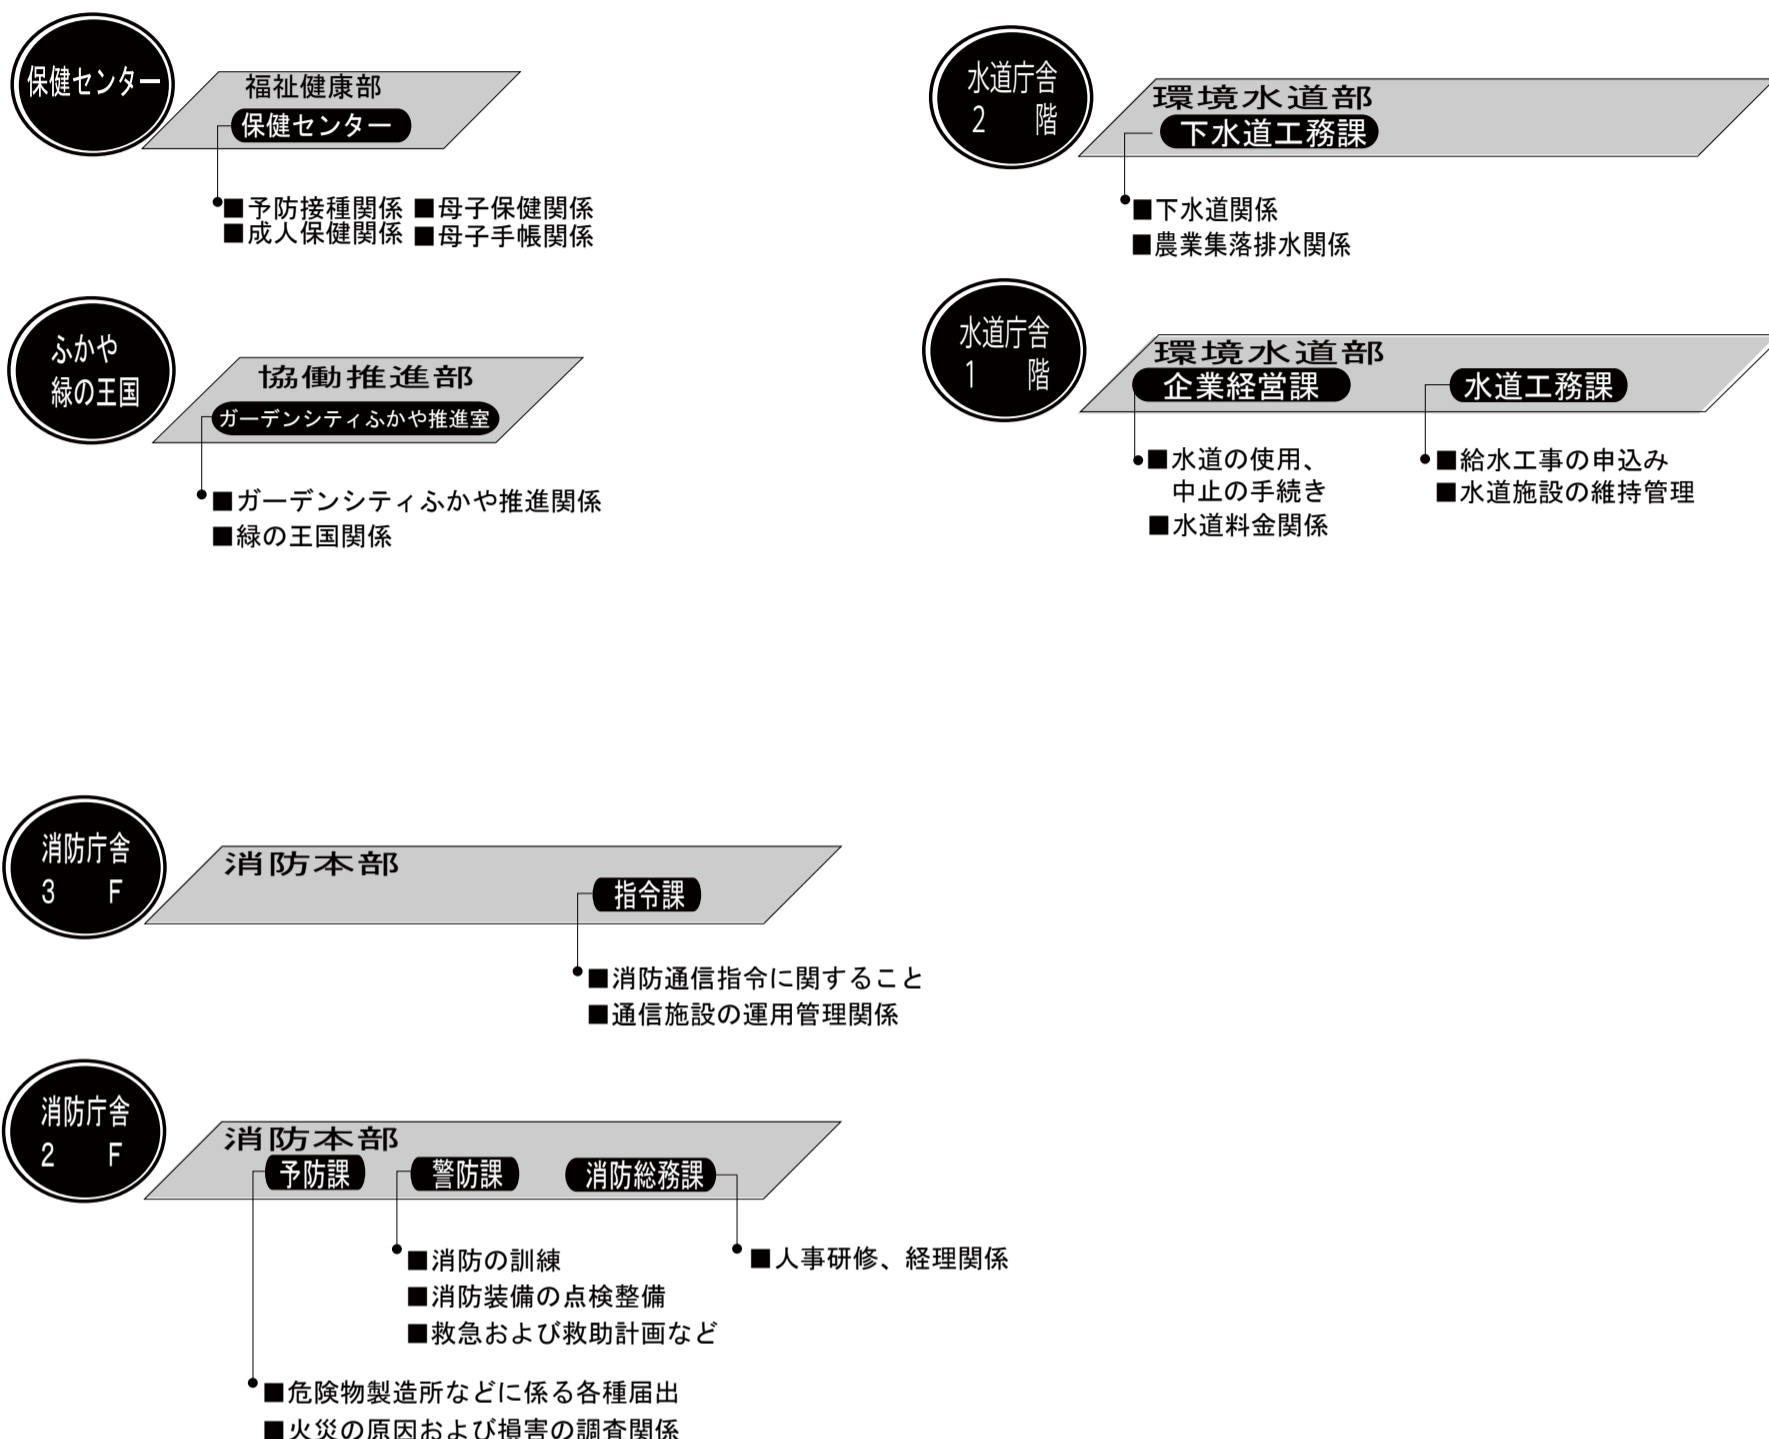 保健センター
福祉健康部
保健センター
■予防接種関係 ■母子保健関係
■成人保健関係 ■母子手帳関係
ふかや
緑の王国
協働推進部
ガーデンシティふかや推進室
■ガーデンシティふかや推進関係
■緑の王国関係
水道庁舎
2 階
環境水道部
下水道工務課
■下水道関係
■農業集落排水関係
水道庁舎
1 階
環境水道部
企業経営課 水道工務課
■水道の使用、
中止の手続き
■水道料金関係
■給水工事の申込み
■水道施設の維持管理
消防庁舎
3 F
消防本部
指令課
■消防通信指令に関すること
■通信施設の運用管理関係
消防庁舎
2 F
消防本部
予防課 警防課 消防総務課
■消防の訓練
■消防装備の点検整備
■救急および救助計画など
■人事研修、経理関係
■危険物製造所などに係る各種届出
■火災の原因および損害の調査関係